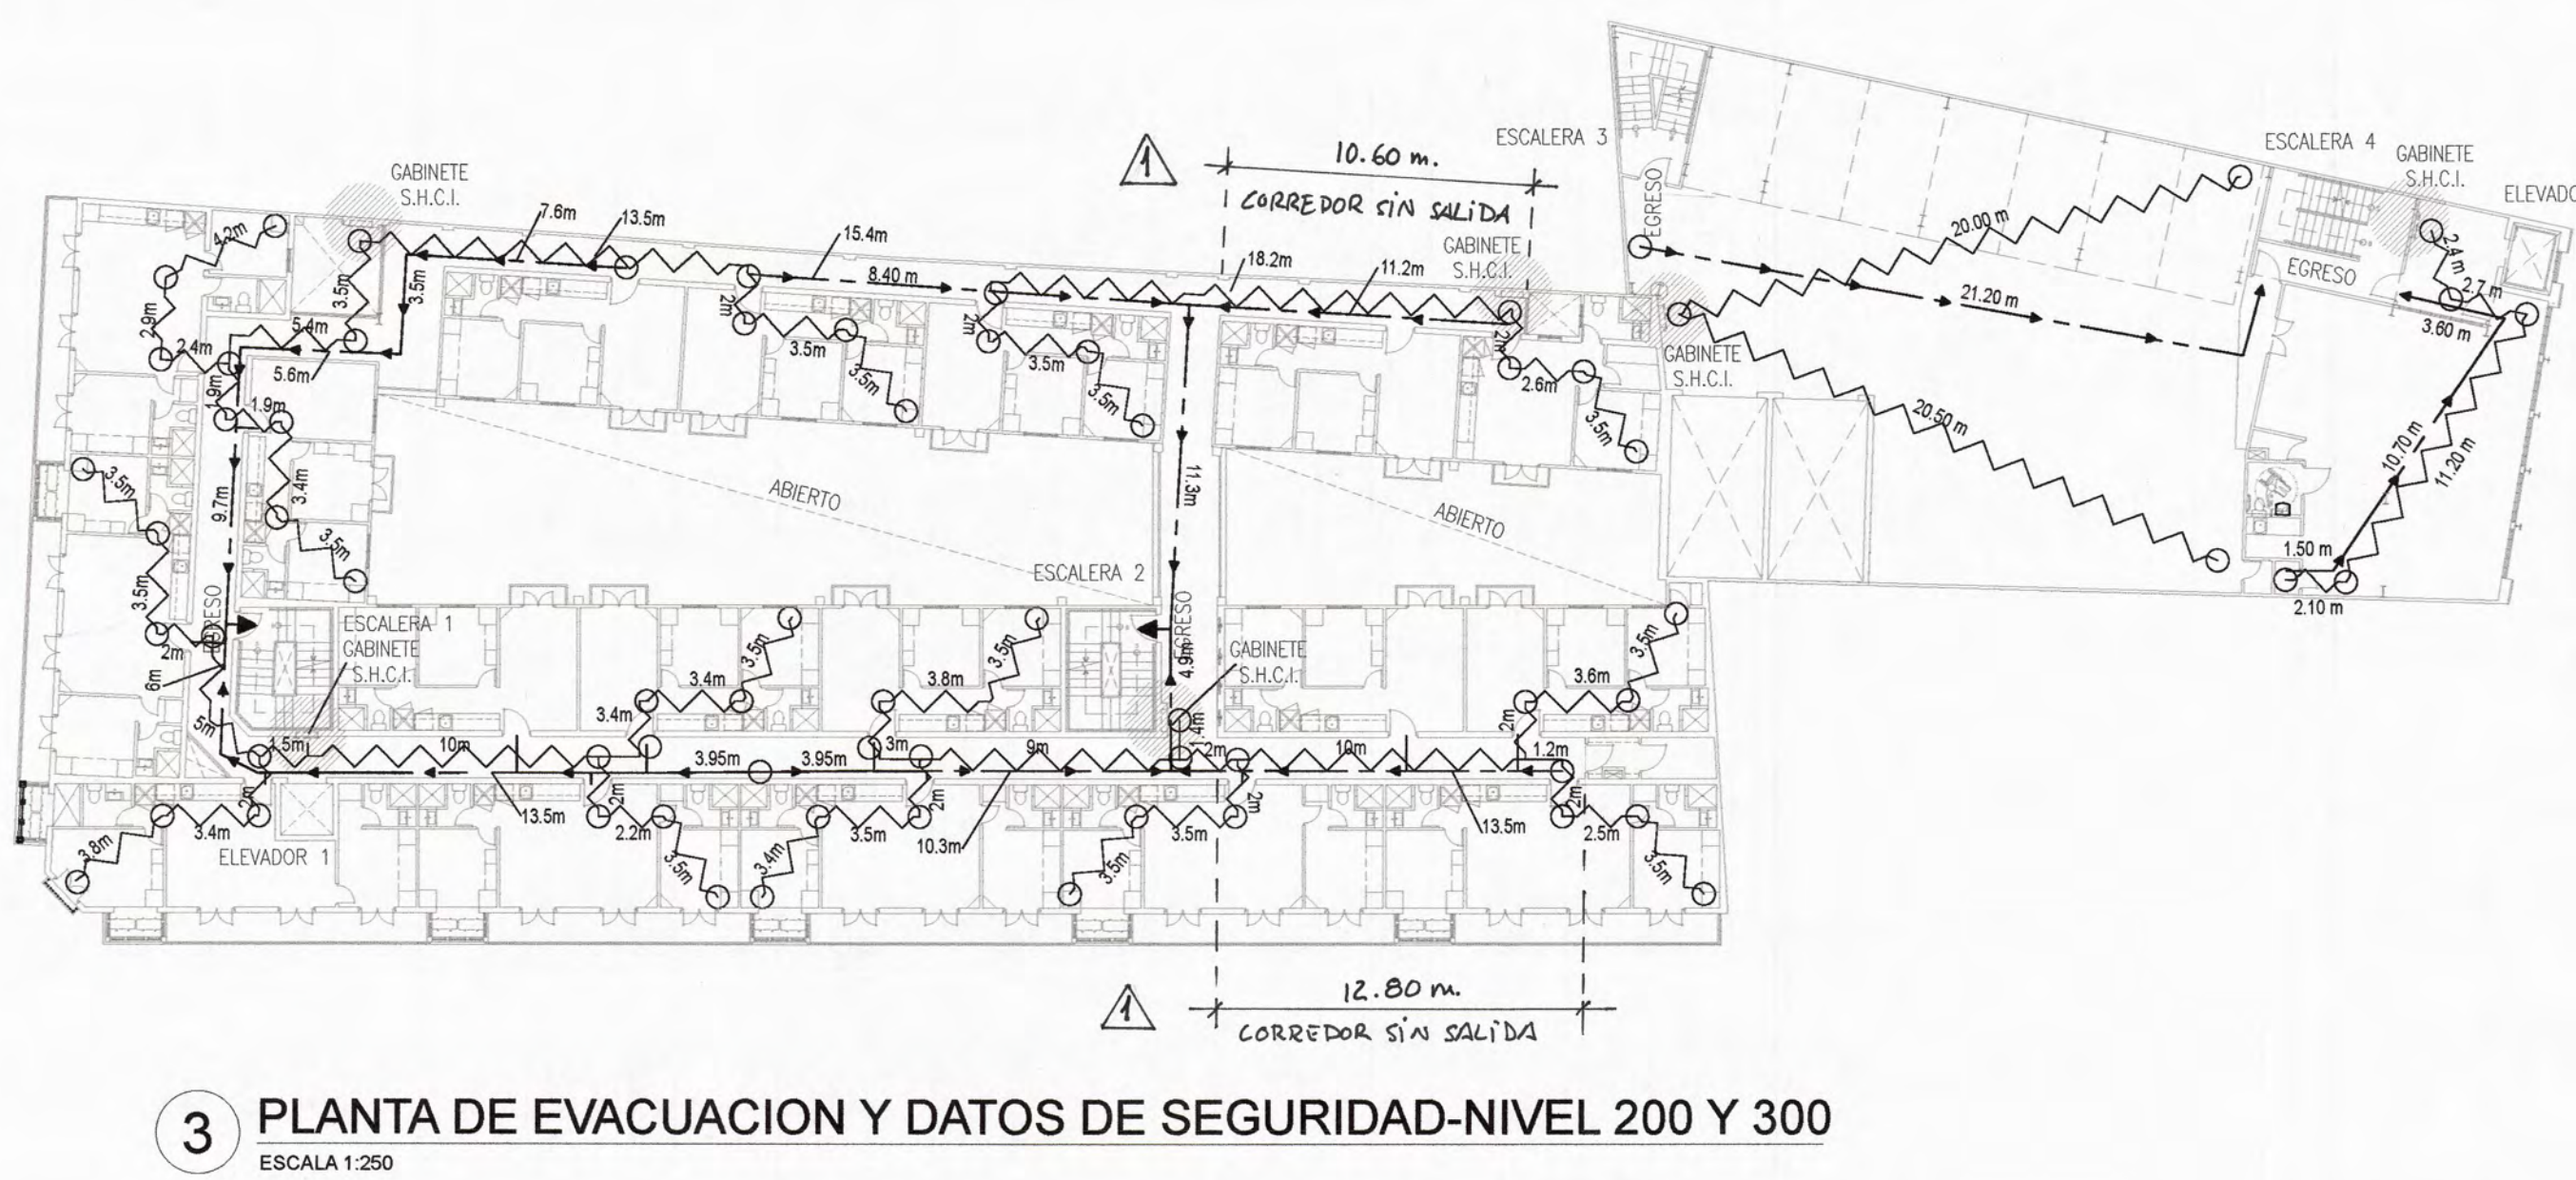 ESCALERA 3
ESCALERA 4
GABINETE
S.H.C.I.
ELEVADO
EGRESO
EGRESO
20.00 m
21.20 m
2.4 m
2.7 m
3.60 m
GABINETE
S.H.C.I.
20.50 m
10.70 m
11.20 m
1.50 m
2.10 m
1
10.60 m.
CORREDOR SIN SALIDA
GABINETE
S.H.C.I.
GABINETE
S.H.C.I.
7.6m
13.5m
15.4m
8.40 m
18.2m
11.2m
4.2m
3.5m
3.5m
2.9m
2.4m
5.4m
5.6m
1.9m
1.9m
2m
3.5m
3.5m
2m
3.5m
3.5m
2m
2.6m
3.5m
3.5m
9.7m
3.4m
3.5m
ABIERTO
11.3m
ABIERTO
3.5m
2m
6m
EGRESO
ESCALERA 1
GABINETE
S.H.C.I.
ESCALERA 2
EGRESO
4.9m
GABINETE
S.H.C.I.
3.4m
3.4m
3.5m
3.8m
3.5m
3.6m
3.5m
2m
5m
1.5m
10m
3.95m
3.95m
3m
9m
1.4m
2m
10m
1.2m
2m
3.4m
3.8m
ELEVADOR 1
13.5m
2m
2.2m
3.5m
3.4m
3.5m
2m
10.3m
3.5m
3.5m
2m
13.5m
2m
2.5m
3.5m
1
12.80 m.
CORREDOR SIN SALIDA
3
PLANTA DE EVACUACION Y DATOS DE SEGURIDAD-NIVEL 200 Y 300
ESCALA 1:250